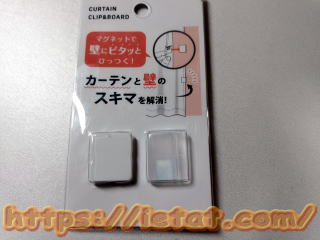 CURTAIN
CLIP&BOARD
マグネットで
壁にピタッと
ひっつく!
カーテンと壁の
スキマを解消!
https://ietat.com/